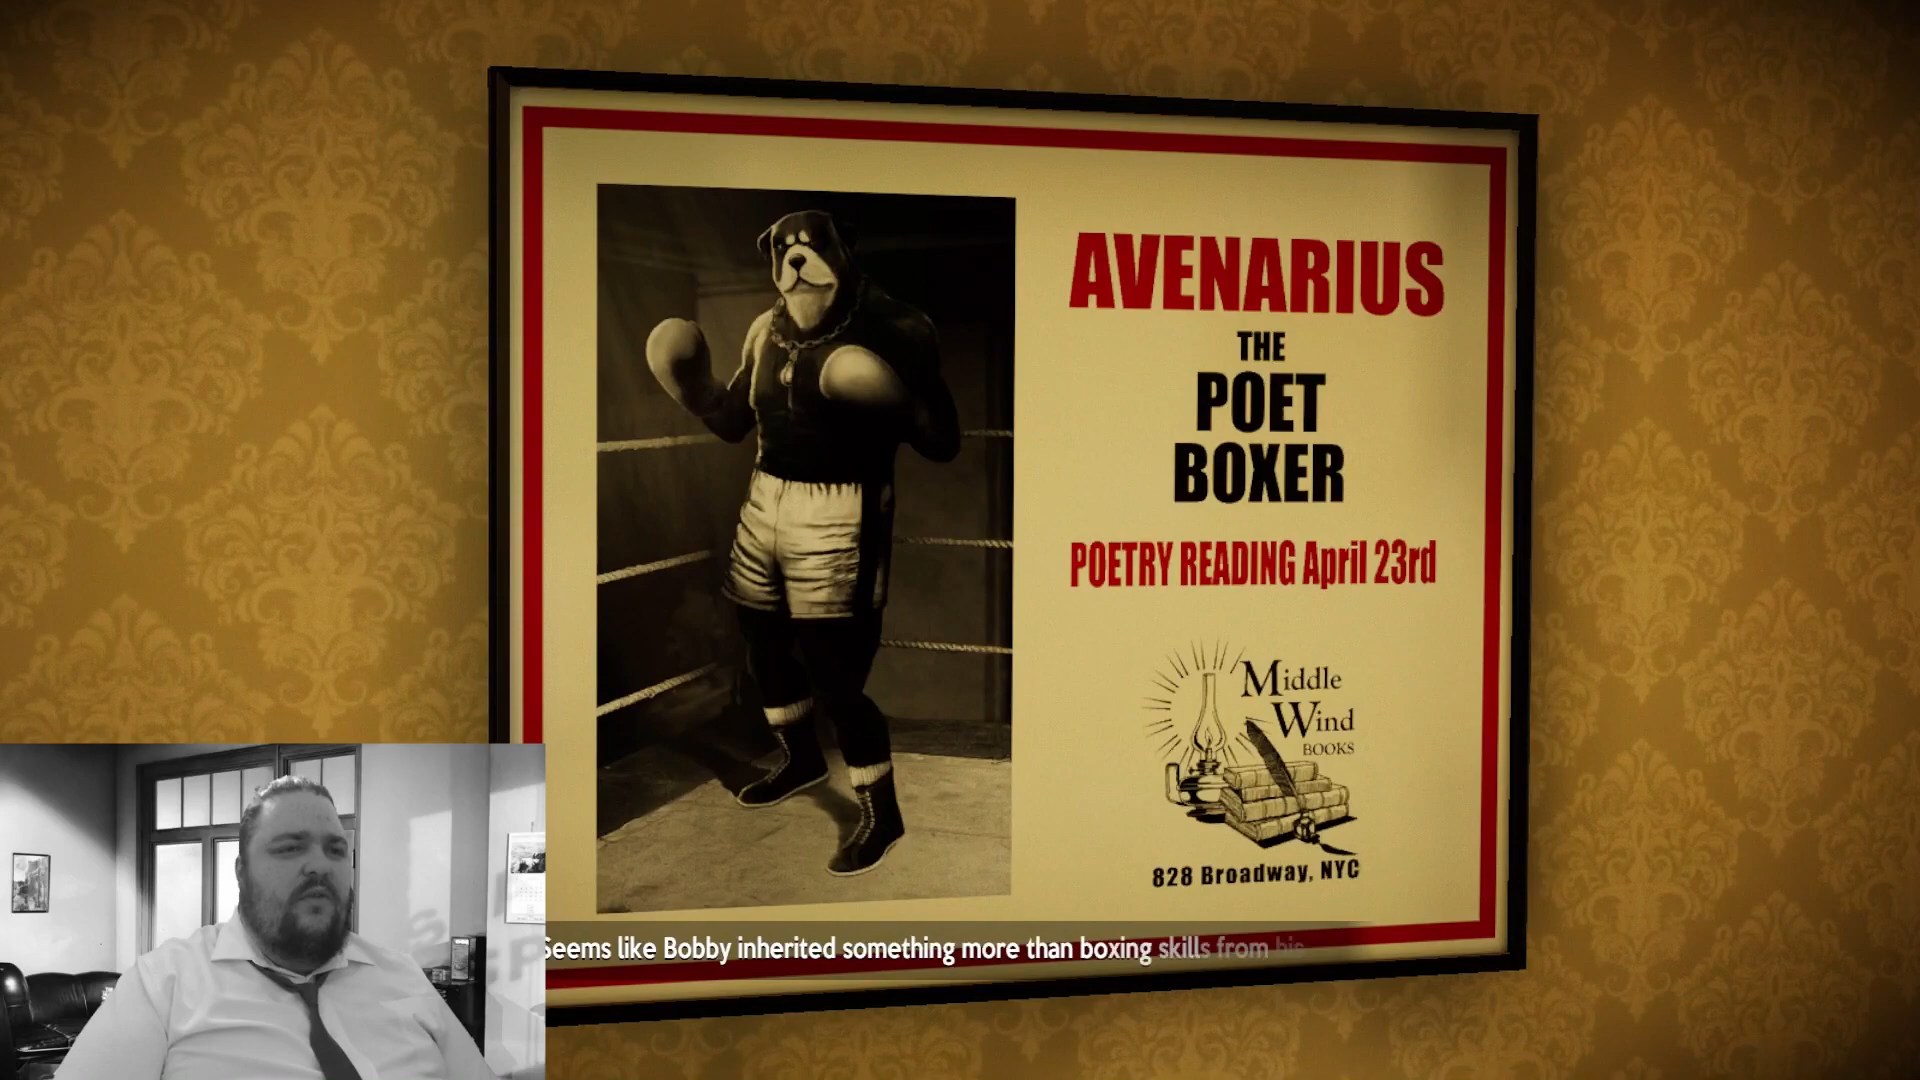 AVENARIUS
THE
POET
BOXER
POETRY READING April 23rd
Middle
Wind
BOOKS
828 Broadway, NYC
Seems like Bobby inherited something more than boxing skills from his